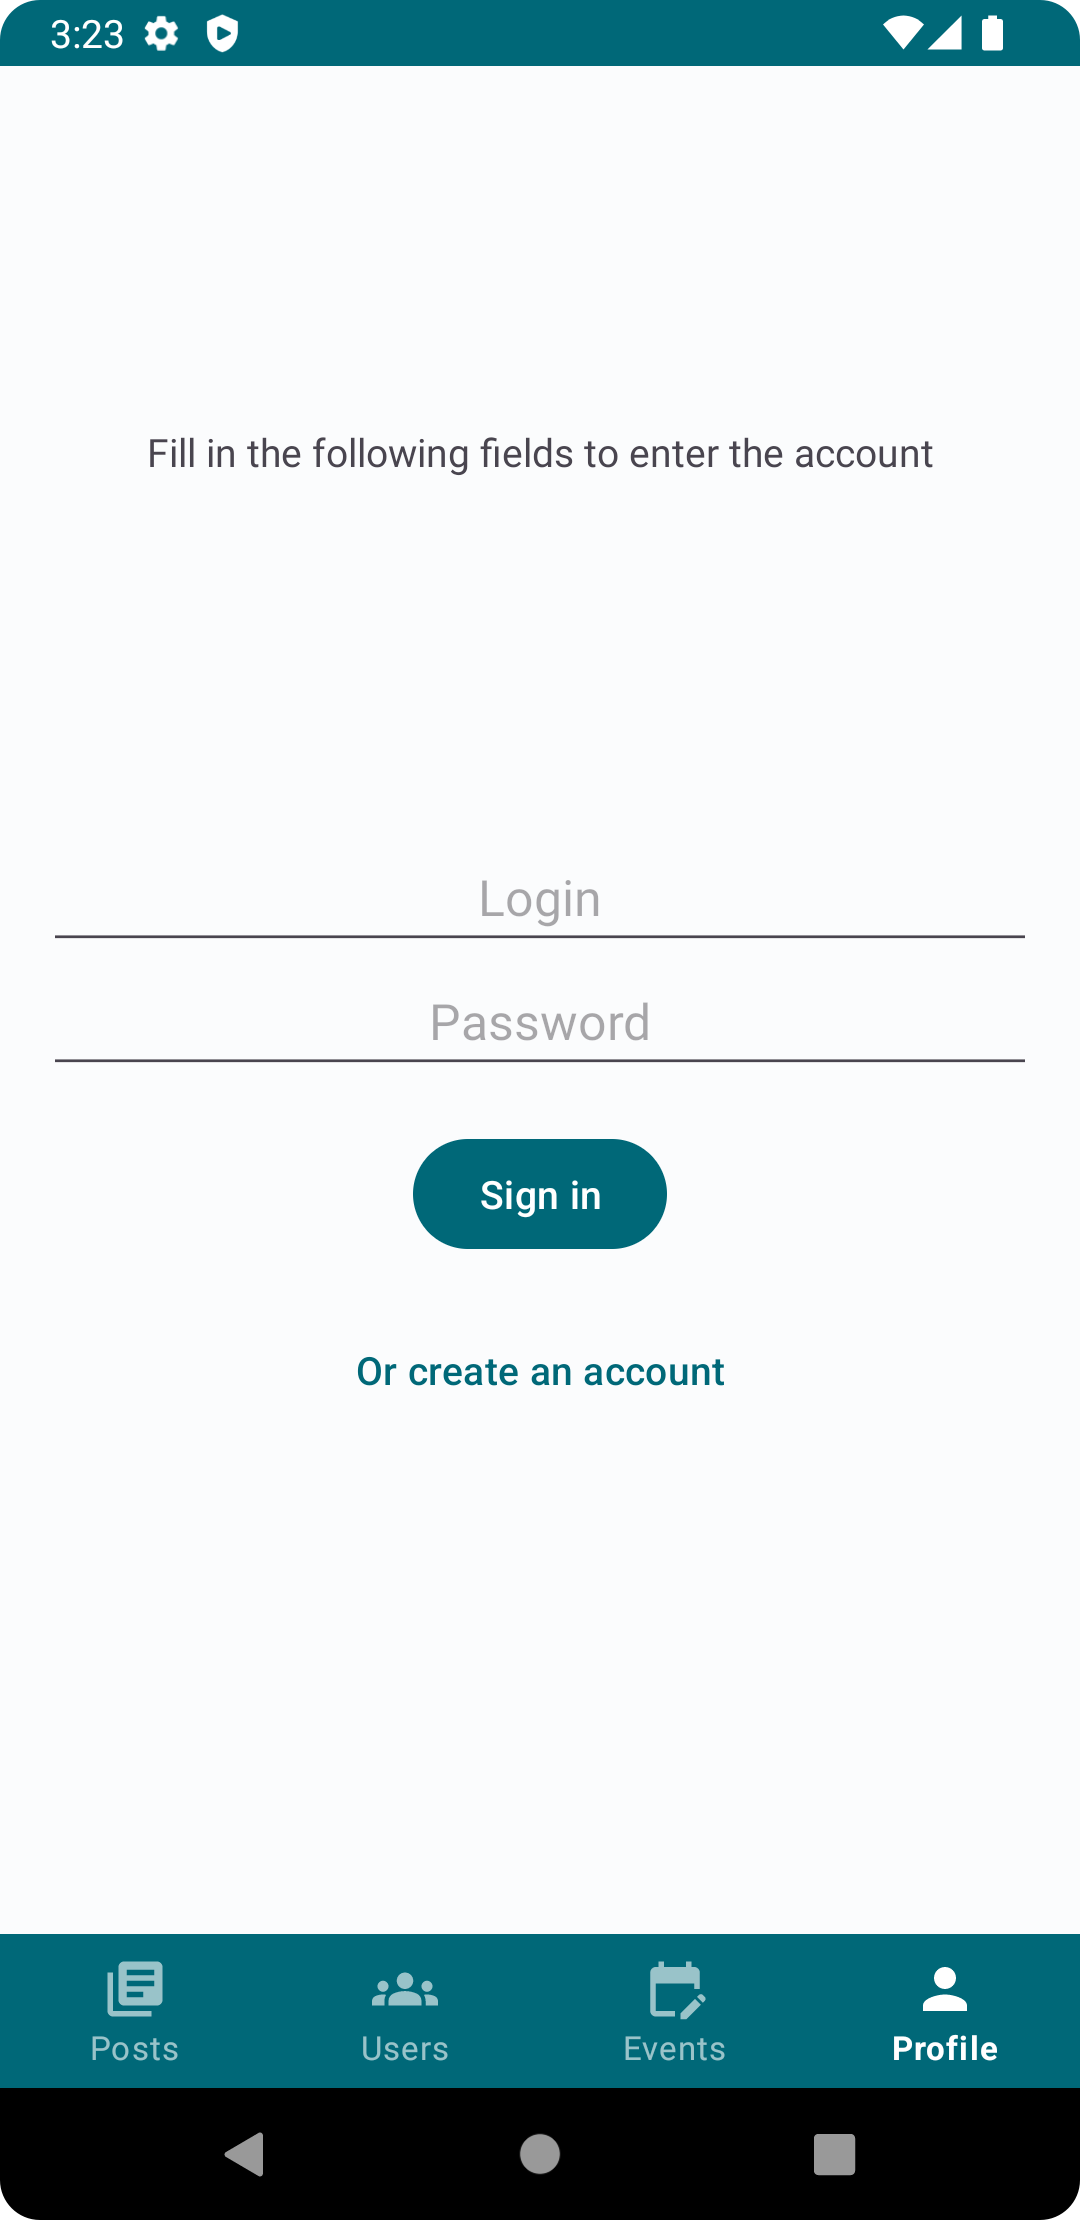 3:23
Fill in the following fields to enter the account
Login
Password
Sign in
Or create an account
Posts
Users
Events
Profile